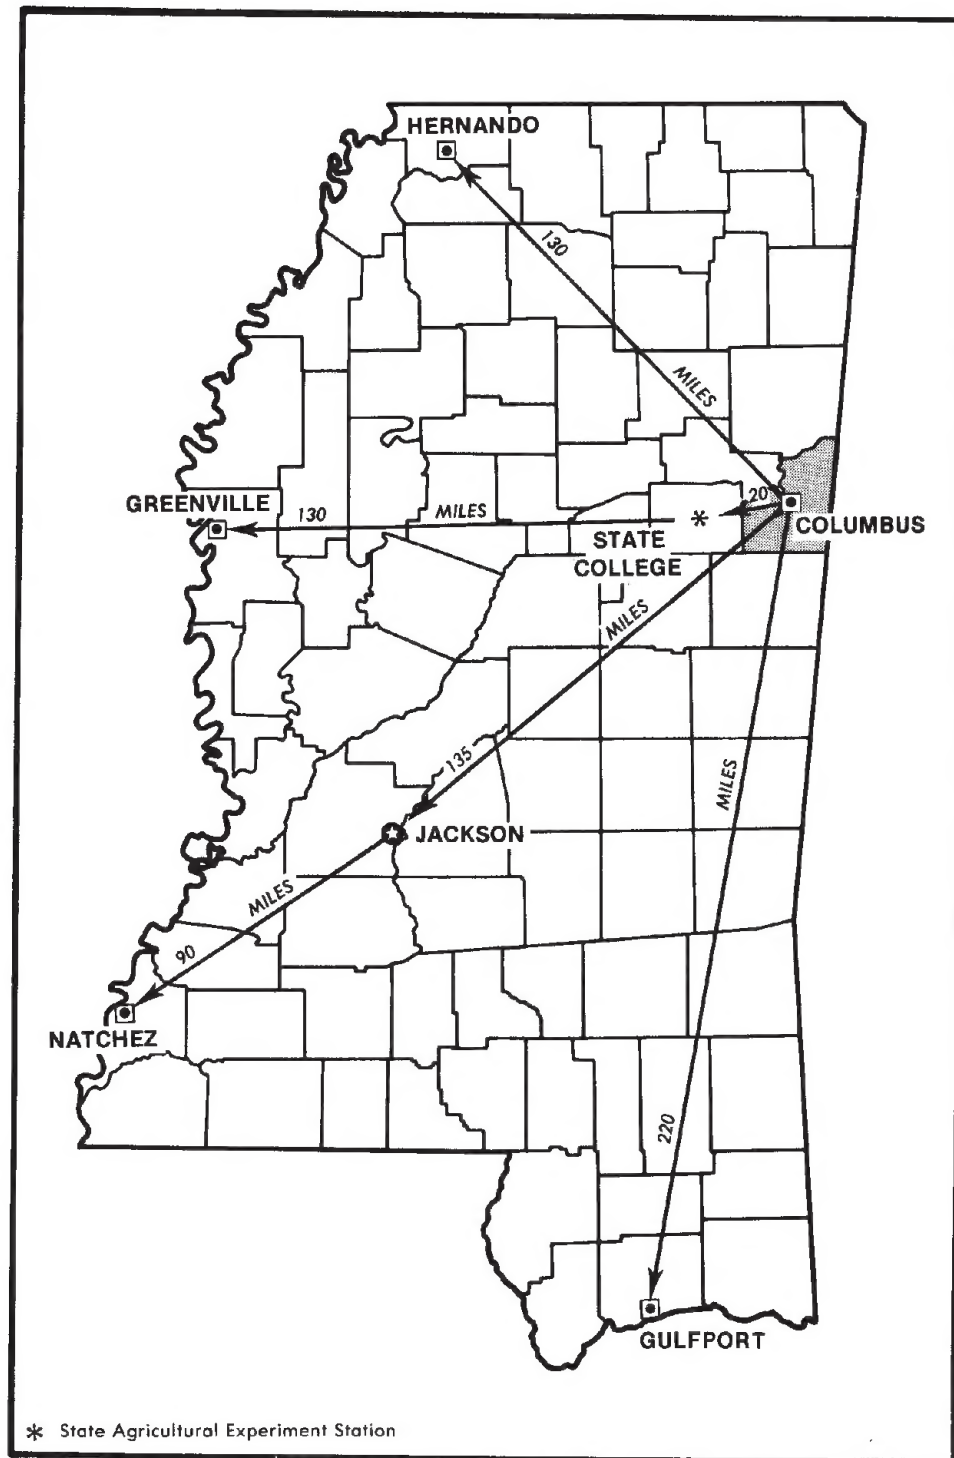 HERNANDO
130
MILES
GREENVILLE
130
MILES
20
COLUMBUS
STATE
COLLEGE
*
MILES
135
JACKSON
MILES
MILES
90
NATCHEZ
220
GULFPORT
* State Agricultural Experiment Station